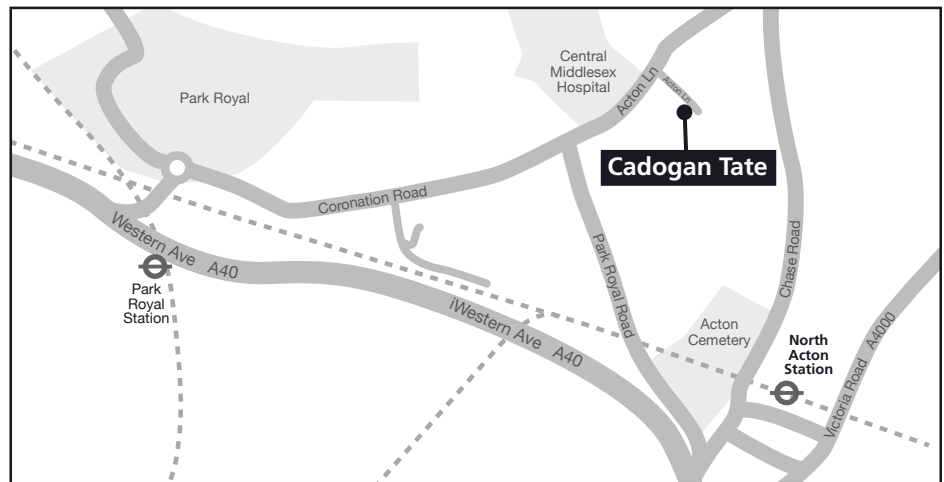 Central
Middlesex
Hospital
Park Royal
Acton Ln
Acton Ln
Cadogan Tate
Coronation Road
Western Ave A40
Park
Royal
Station
iWestern Ave A40
Park Royal Road
Chase Road
Acton
Cemetery
North
Acton
Station
Victoria Road A4000